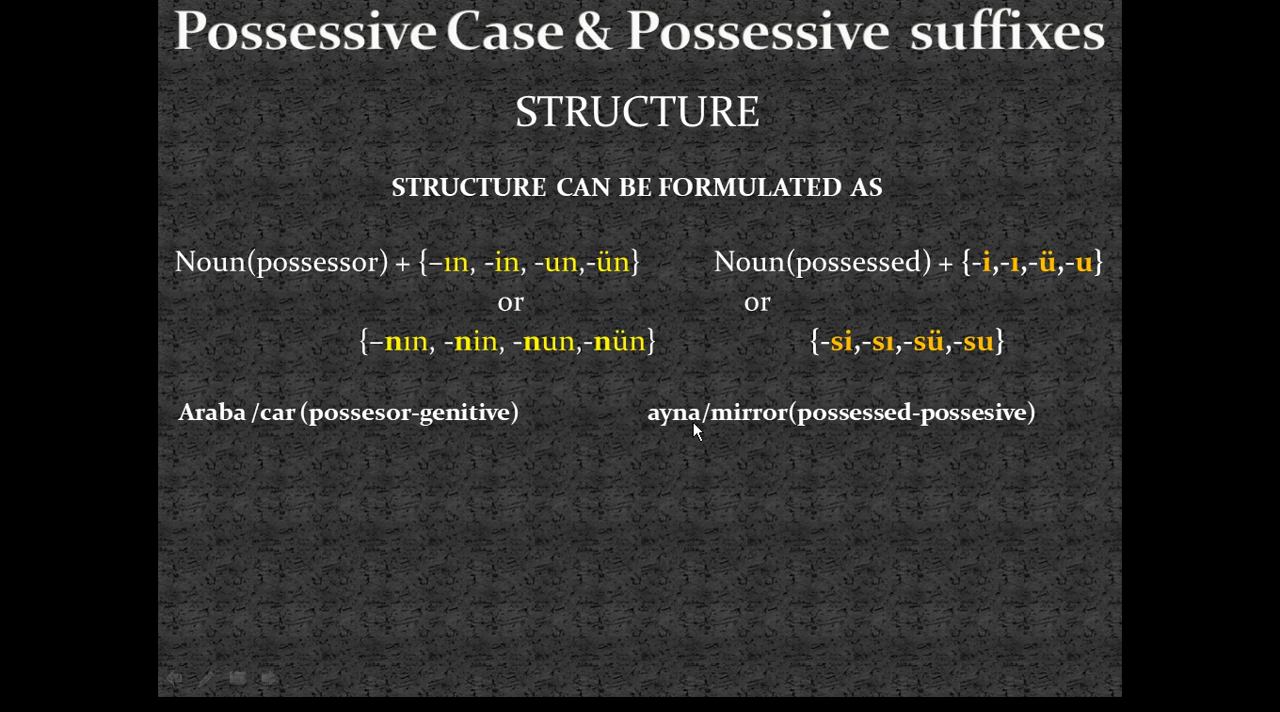 Possessive Case & Possessive suffixes
STRUCTURE
STRUCTURE CAN BE FORMULATED AS
Noun(possessor) + {–ın, -in, -un,-ün} Noun(possessed) + {-i,-ı,-ü,-u}
or or
{–nın, -nin, -nun,-nün} {-si,-sı,-sü,-su}
Araba /car (possesor-genitive) ayna/mirror(possessed-possesive)